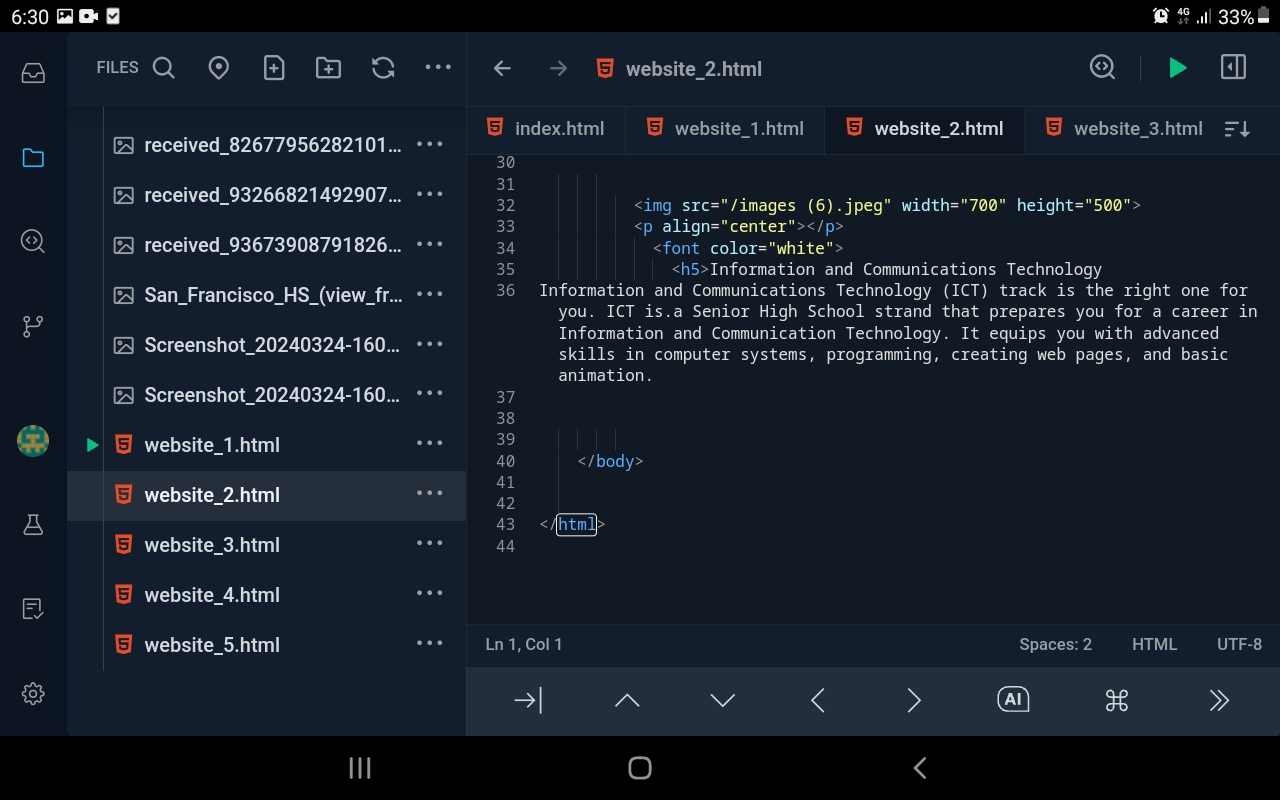 6:30
4G 33%
FILES
website_2.html
index.html website_1.html website_2.html website_3.html
received_82677956282101...
received_93266821492907...
received_93673908791826...
San_Francisco_HS_(view_fr...
Screenshot_20240324-160...
Screenshot_20240324-160...
website_1.html
website_2.html
website_3.html
website_4.html
website_5.html
30
31
32 <img src="/images (6).jpeg" width="700" height="500">
33 <p align="center"></p>
34 <font color="white">
35 <h5>Information and Communications Technology
36 Information and Communications Technology (ICT) track is the right one for
you. ICT is.a Senior High School strand that prepares you for a career in
Information and Communication Technology. It equips you with advanced
skills in computer systems, programming, creating web pages, and basic
animation.
37
38
39
40 </body>
41
42
43 </html>
44
Ln 1, Col 1 Spaces: 2 HTML UTF-8
AI